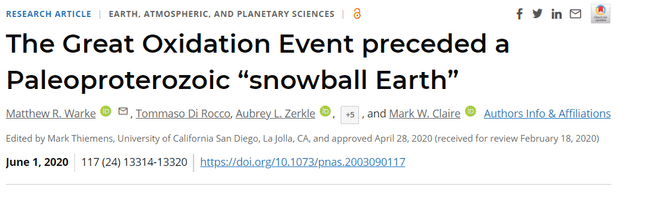 RESEARCH ARTICLE | EARTH, ATMOSPHERIC, AND PLANETARY SCIENCES |
The Great Oxidation Event preceded a
Paleoproterozoic “snowball Earth”
Matthew R. Warke, Tommaso Di Rocco, Aubrey L. Zerkle, +5, and Mark W. Claire Authors Info & Affiliations
Edited by Mark Thiemens, University of California San Diego, La Jolla, CA, and approved April 28, 2020 (received for review February 18, 2020)
June 1, 2020 | 117 (24) 13314-13320 | https://doi.org/10.1073/pnas.2003090117